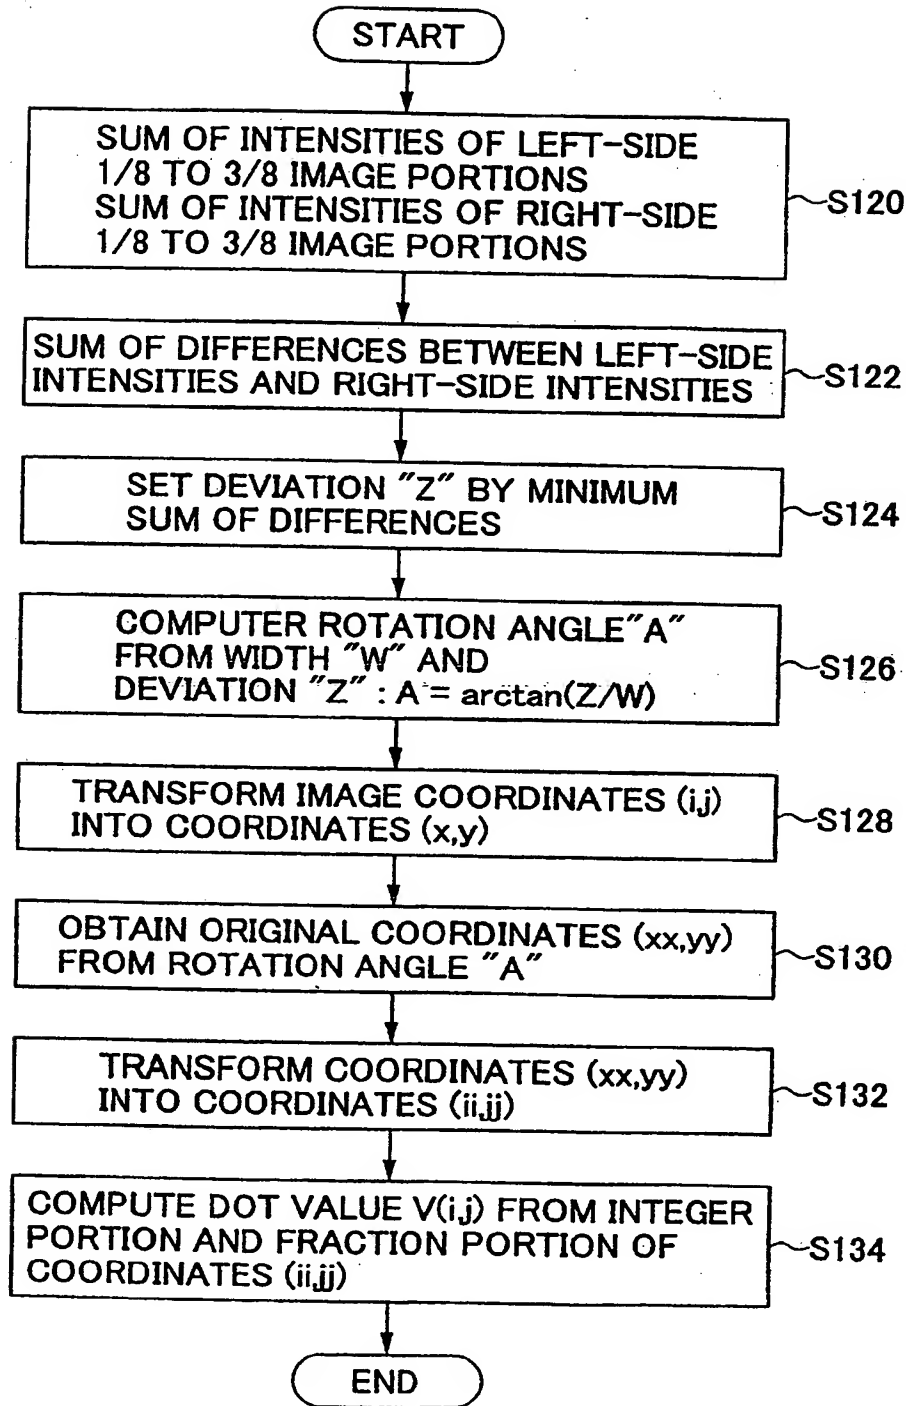 START
SUM OF INTENSITIES OF LEFT-SIDE
1/8 TO 3/8 IMAGE PORTIONS
SUM OF INTENSITIES OF RIGHT-SIDE
1/8 TO 3/8 IMAGE PORTIONS
S120
SUM OF DIFFERENCES BETWEEN LEFT-SIDE
INTENSITIES AND RIGHT-SIDE INTENSITIES
S122
SET DEVIATION "Z" BY MINIMUM
SUM OF DIFFERENCES
S124
COMPUTER ROTATION ANGLE"A"
FROM WIDTH "W" AND
DEVIATION "Z" : A = arctan(Z/W)
S126
TRANSFORM IMAGE COORDINATES (i,j)
INTO COORDINATES (x,y)
S128
OBTAIN ORIGINAL COORDINATES (xx,yy)
FROM ROTATION ANGLE "A"
S130
TRANSFORM COORDINATES (xx,yy)
INTO COORDINATES (ii,jj)
S132
COMPUTE DOT VALUE V(i,j) FROM INTEGER
PORTION AND FRACTION PORTION OF
COORDINATES (ii,jj)
S134
END